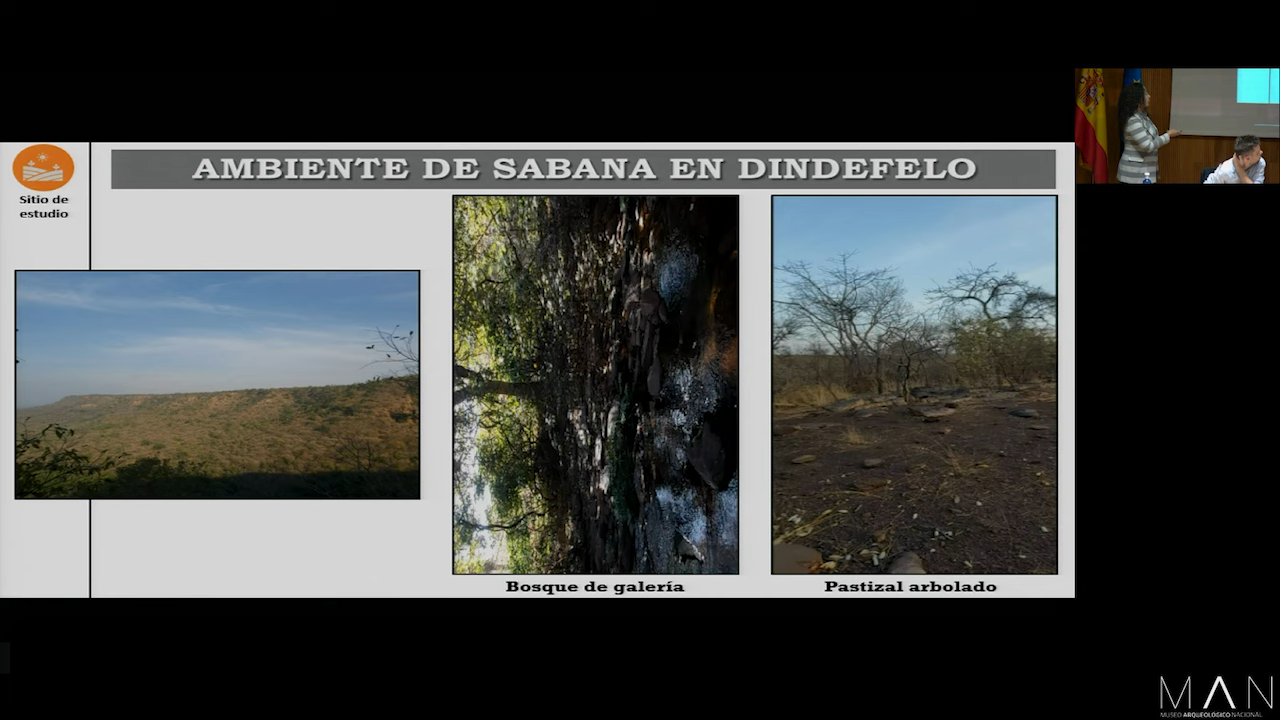 AMBIENTE DE SABANA EN DINDEFELO
Sitio de
estudio
Bosque de galería
Pastizal arbolado
MAN
MUSEO ARQUEOLÓGICO NACIONAL